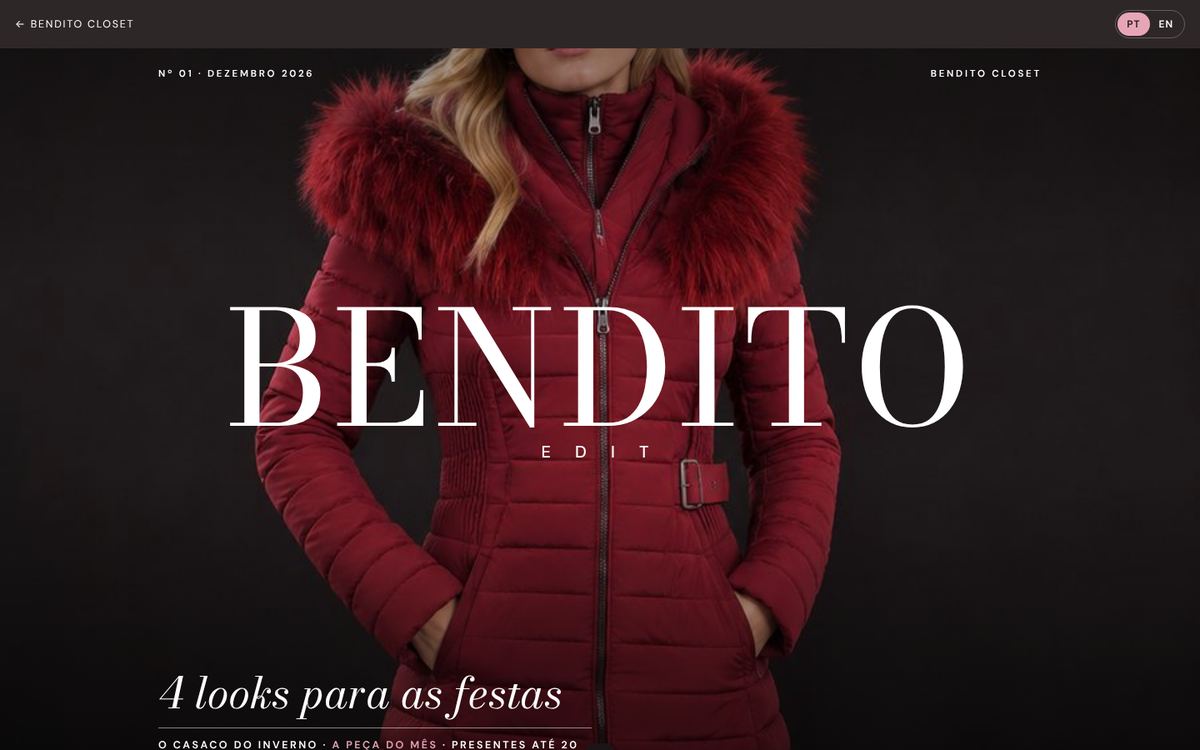 ← BENDITO CLOSET
PT EN
Nº 01 · DEZEMBRO 2026
BENDITO CLOSET
BENDITO
EDIT
4 looks para as festas
O CASACO DO INVERNO · A PEÇA DO MÊS · PRESENTES ATÉ 20